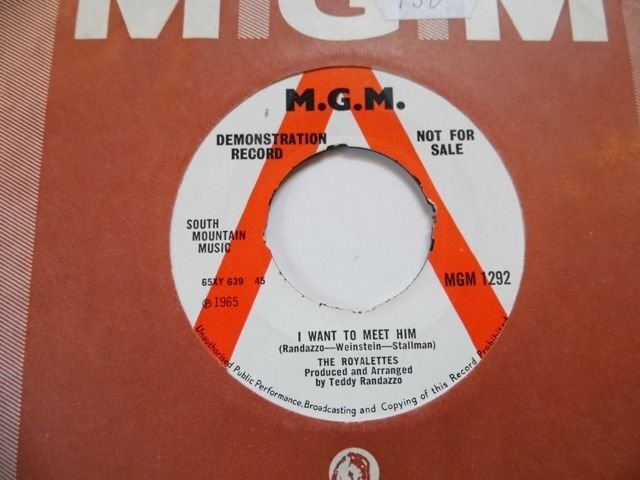 MGM
M.G.M.
DEMONSTRATION
RECORD
NOT FOR
SALE
SOUTH
MOUNTAIN
MUSIC
65XY 639 45
℗ 1965
MGM 1292
I WANT TO MEET HIM
(Randazzo—Weinstein—Stallman)
THE ROYALETTES
Produced and Arranged
by Teddy Randazzo
Unauthorised Public Performance, Broadcasting and Copying of this Record Prohibited